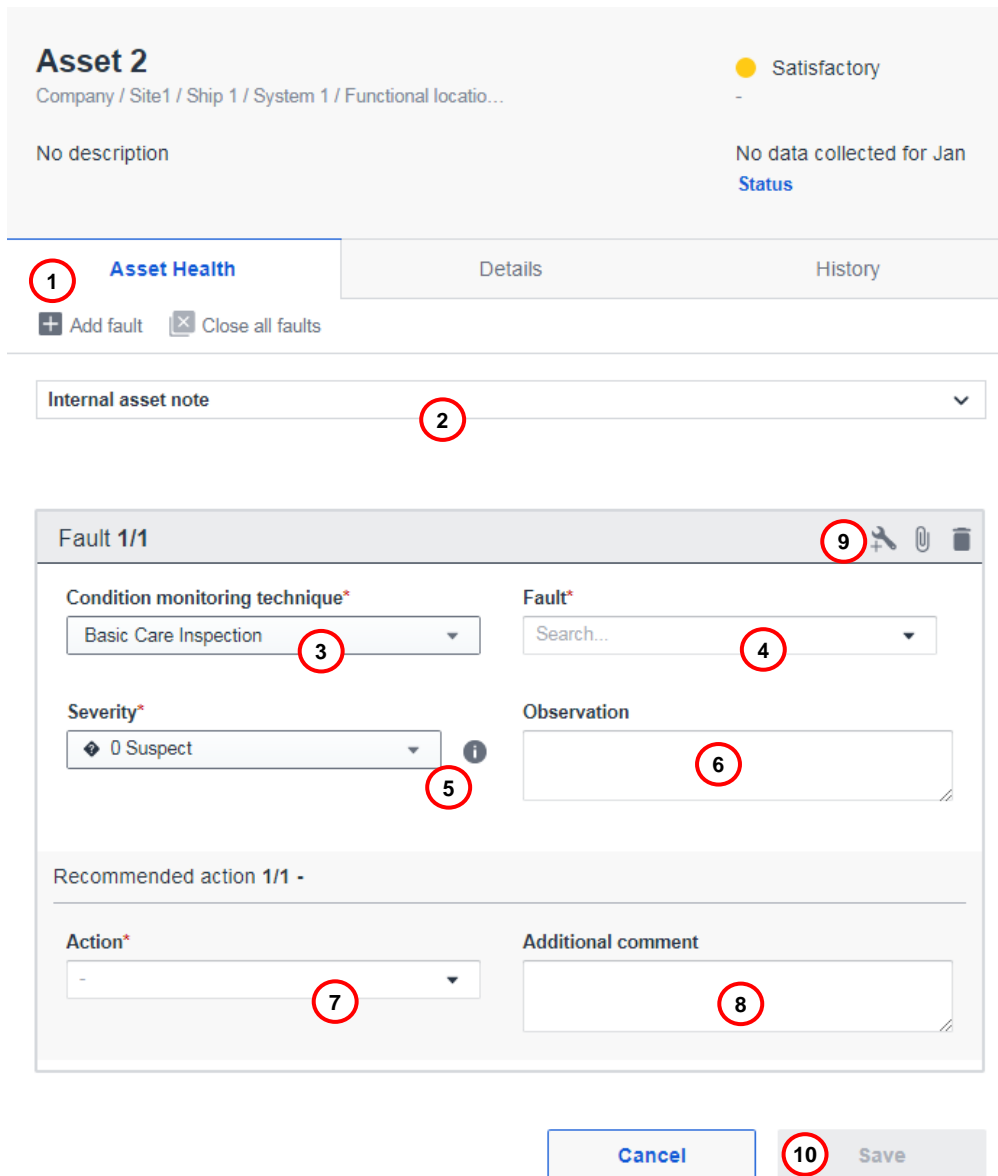 Asset 2
Satisfactory
Company / Site1 / Ship 1 / System 1 / Functional locatio...
-
No description
No data collected for Jan
Status
1
Asset Health
Details
History
Add fault
Close all faults
Internal asset note
2
Fault 1/1
9
Condition monitoring technique*
Fault*
Basic Care Inspection
3
Search...
4
Severity*
Observation
0 Suspect
5
6
Recommended action 1/1 -
Action*
Additional comment
-
7
8
Cancel
10
Save